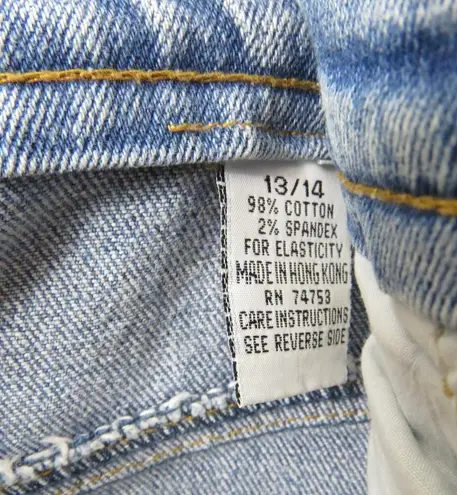 13/14
98% COTTON
2% SPANDEX
FOR ELASTICITY
MADE IN HONG KONG
RN 74753
CARE INSTRUCTIONS
SEE REVERSE SIDE